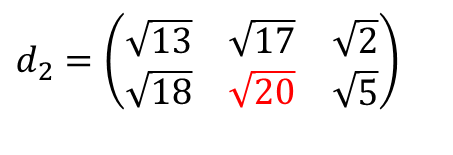 d₂ = (√13 √17 √2
√18 √20 √5)